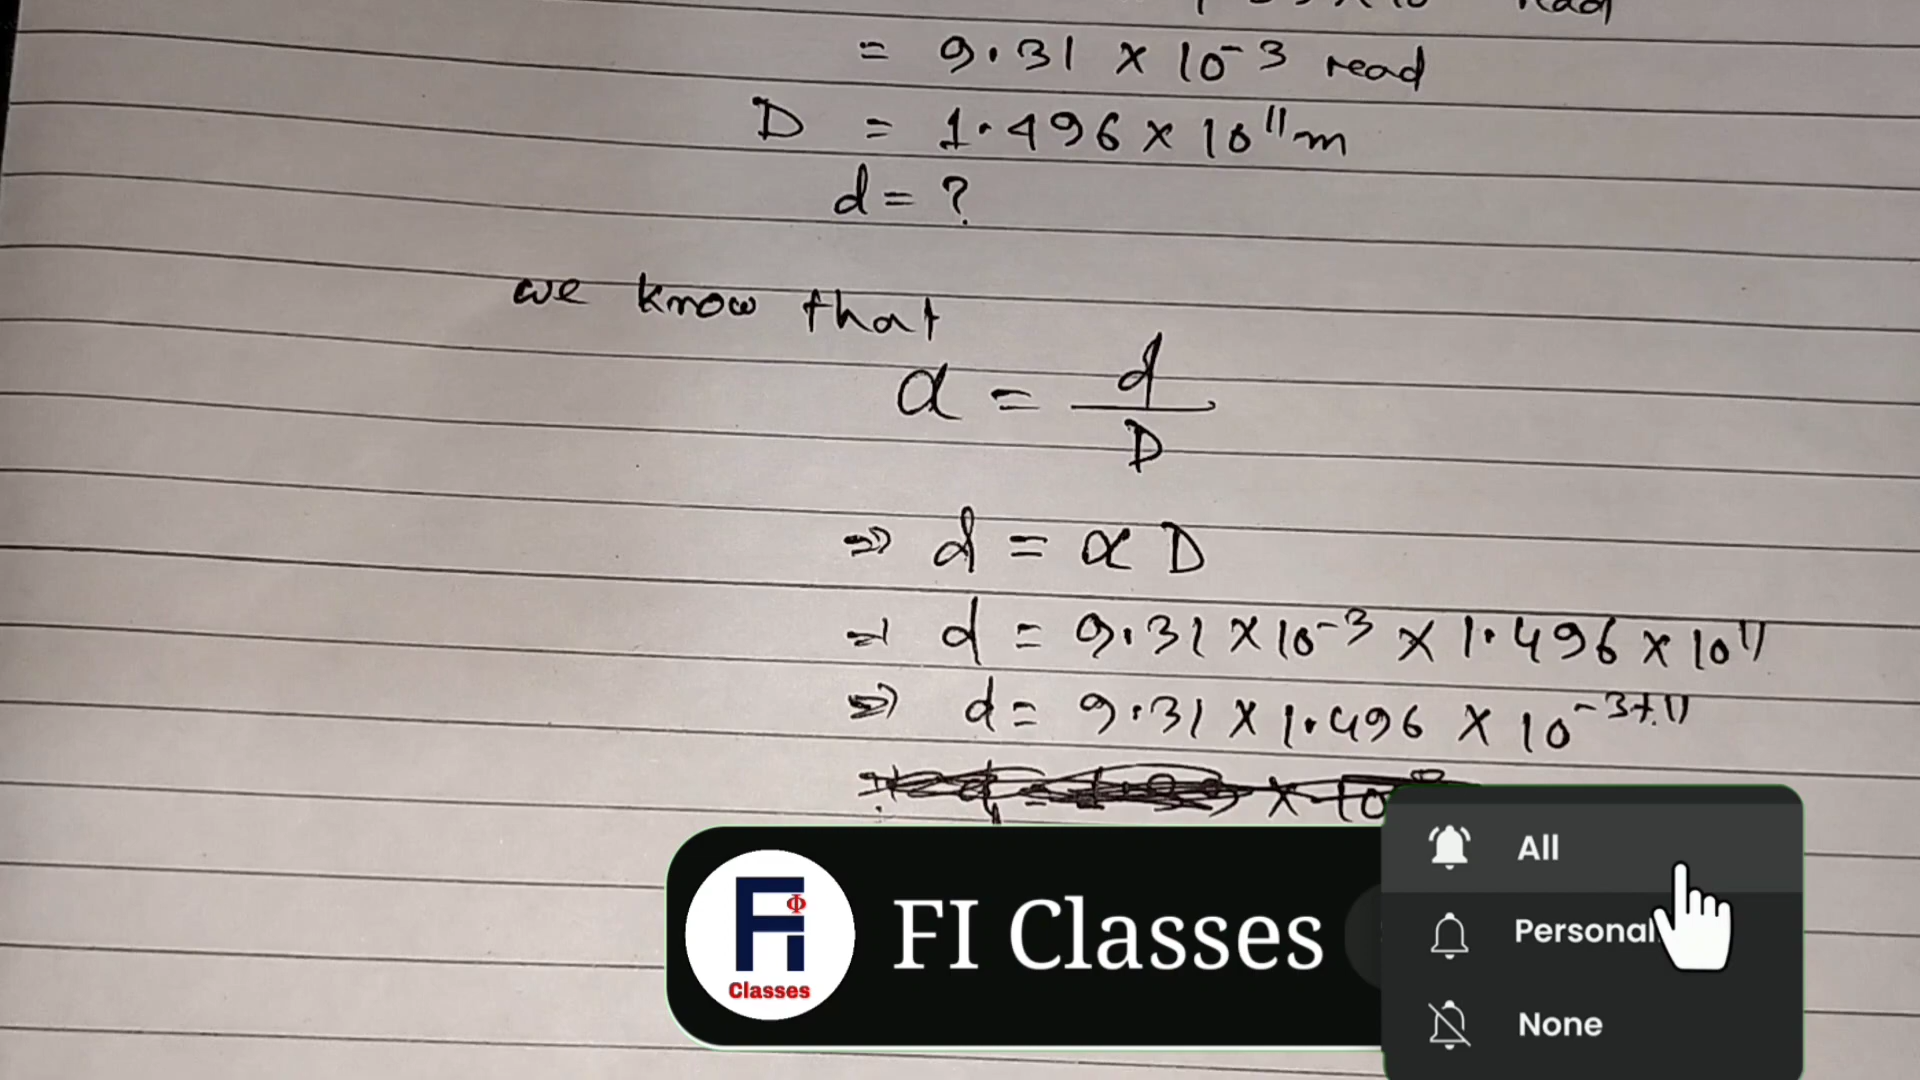 = 9.31 × 10⁻³ read
D = 1.496 × 10¹¹ m
d = ?
we know that
α = d/D
⇒ d = α D
⇒ d = 9.31 × 10⁻³ × 1.496 × 10¹¹
⇒ d = 9.31 × 1.496 × 10⁻³⁺¹¹
FI Classes
Classes
All
Personal
None